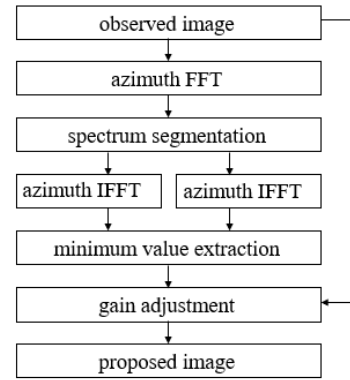 observed image
azimuth FFT
spectrum segmentation
azimuth IFFT azimuth IFFT
minimum value extraction
gain adjustment
proposed image